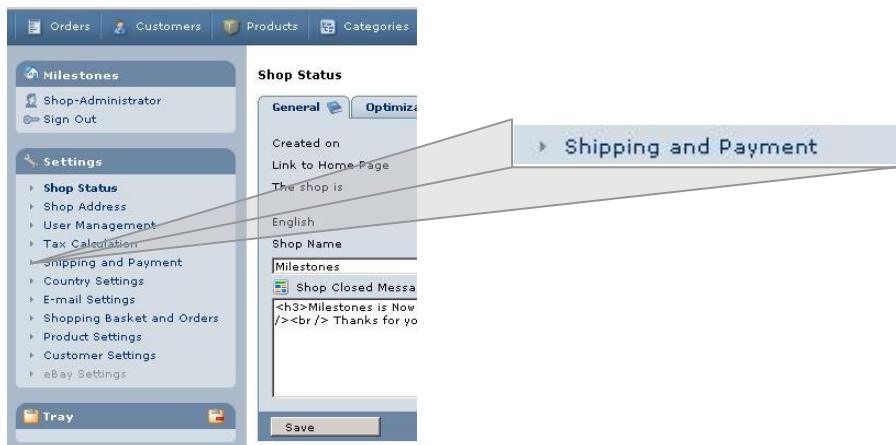 Orders Customers Products Categories
Milestones
Shop-Administrator
Sign Out
Settings
Shop Status
Shop Address
User Management
Tax Calculation
Shipping and Payment
Country Settings
E-mail Settings
Shopping Basket and Orders
Product Settings
Customer Settings
eBay Settings
Tray
Shop Status
General Optimiza
Created on
Link to Home Page
The shop is
English
Shop Name
Milestones
Shop Closed Messa
<h3>Milestones is Now
/><br /> Thanks for yo
Save
Shipping and Payment